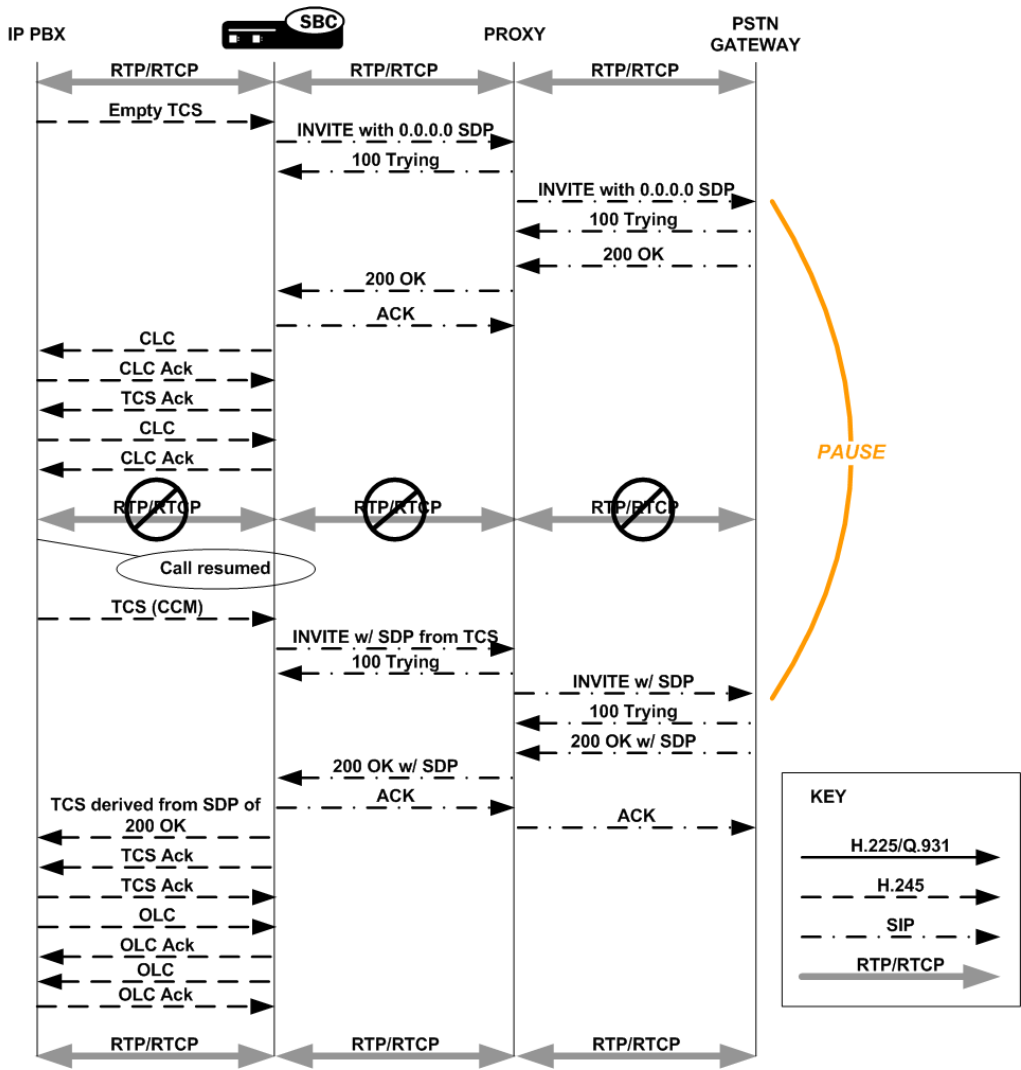 IP PBX
SBC
PROXY
PSTN
GATEWAY
RTP/RTCP
RTP/RTCP
RTP/RTCP
Empty TCS
INVITE with 0.0.0.0 SDP
100 Trying
INVITE with 0.0.0.0 SDP
100 Trying
200 OK
200 OK
ACK
CLC
CLC Ack
TCS Ack
CLC
CLC Ack
PAUSE
RTP/RTCP
RTP/RTCP
RTP/RTCP
Call resumed
TCS (CCM)
INVITE w/ SDP from TCS
100 Trying
INVITE w/ SDP
100 Trying
200 OK w/ SDP
200 OK w/ SDP
ACK
ACK
TCS derived from SDP of
200 OK
TCS Ack
TCS Ack
OLC
OLC Ack
OLC
OLC Ack
RTP/RTCP
RTP/RTCP
RTP/RTCP
KEY
H.225/Q.931
H.245
SIP
RTP/RTCP